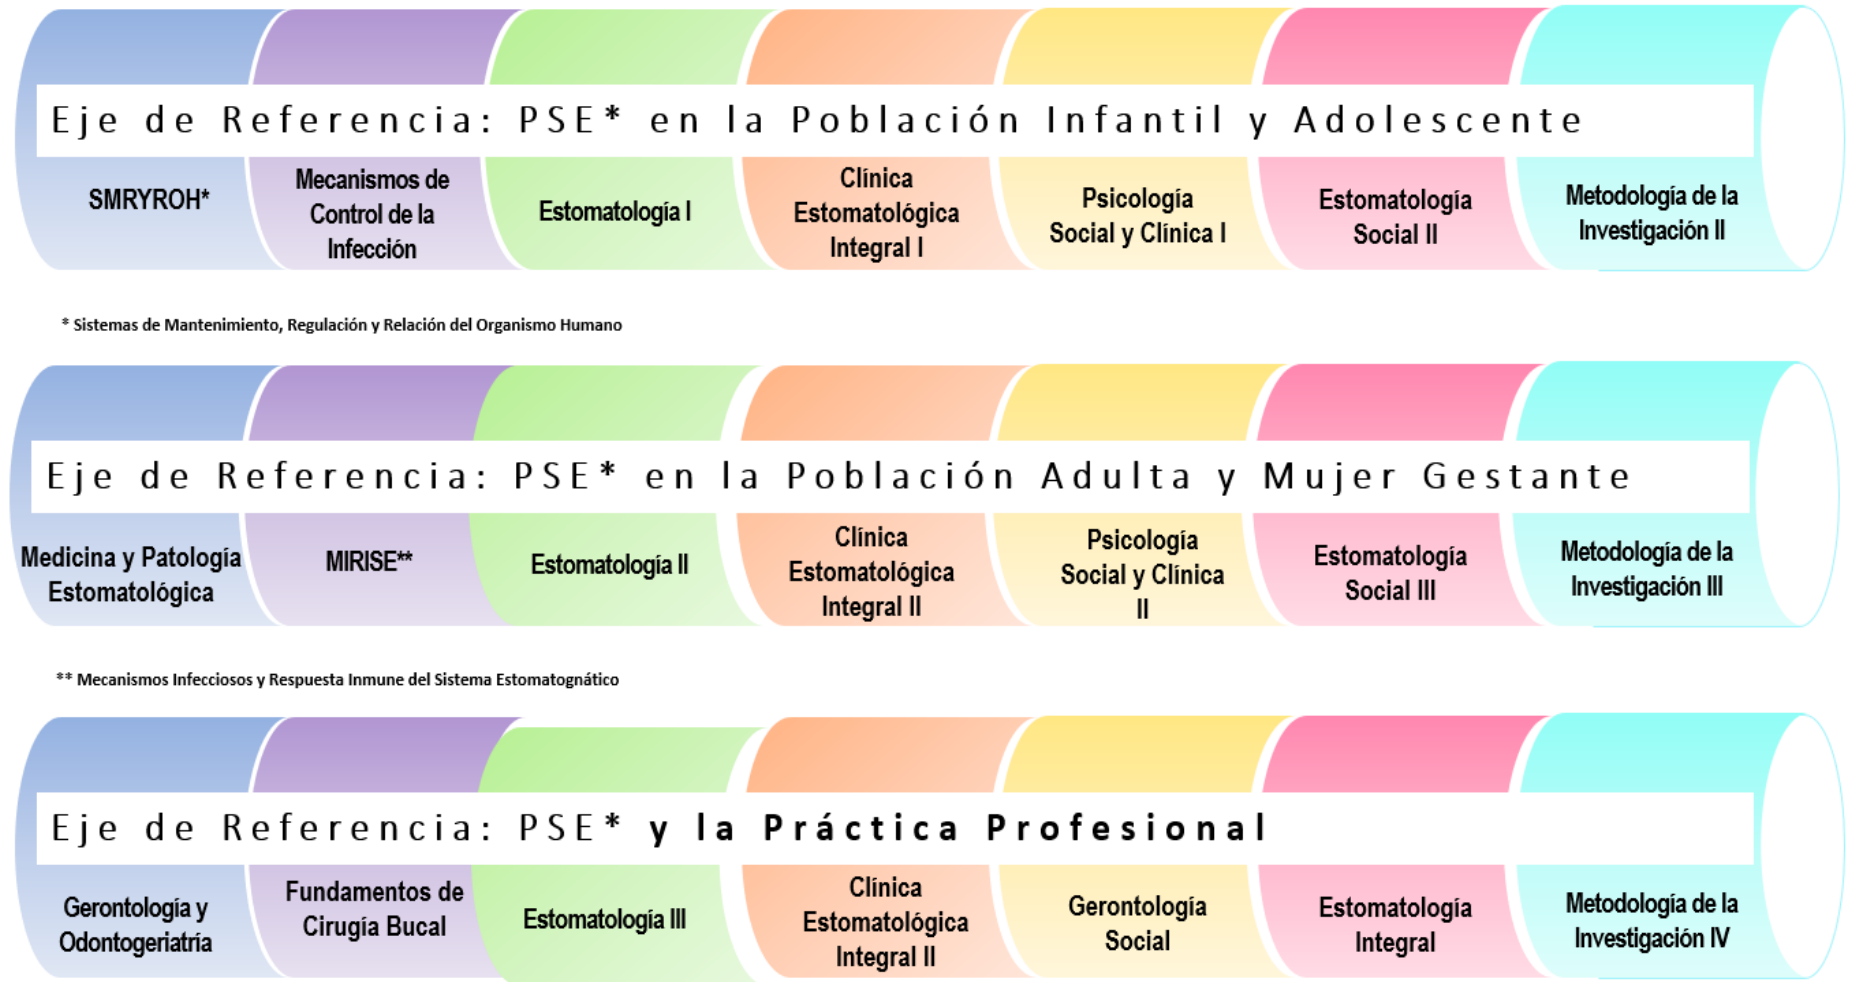 Eje de Referencia: PSE* en la Población Infantil y Adolescente
SMRYROH*
Mecanismos de
Control de la
Infección
Estomatología I
Clínica
Estomatológica
Integral I
Psicología
Social y Clínica I
Estomatología
Social II
Metodología de la
Investigación II
* Sistemas de Mantenimiento, Regulación y Relación del Organismo Humano
Eje de Referencia: PSE* en la Población Adulta y Mujer Gestante
Medicina y Patología
Estomatológica
MIRISE**
Estomatología II
Clínica
Estomatológica
Integral II
Psicología
Social y Clínica
II
Estomatología
Social III
Metodología de la
Investigación III
** Mecanismos Infecciosos y Respuesta Inmune del Sistema Estomatognático
Eje de Referencia: PSE* y la Práctica Profesional
Gerontología y
Odontogeriatría
Fundamentos de
Cirugía Bucal
Estomatología III
Clínica
Estomatológica
Integral II
Gerontología
Social
Estomatología
Integral
Metodología de la
Investigación IV